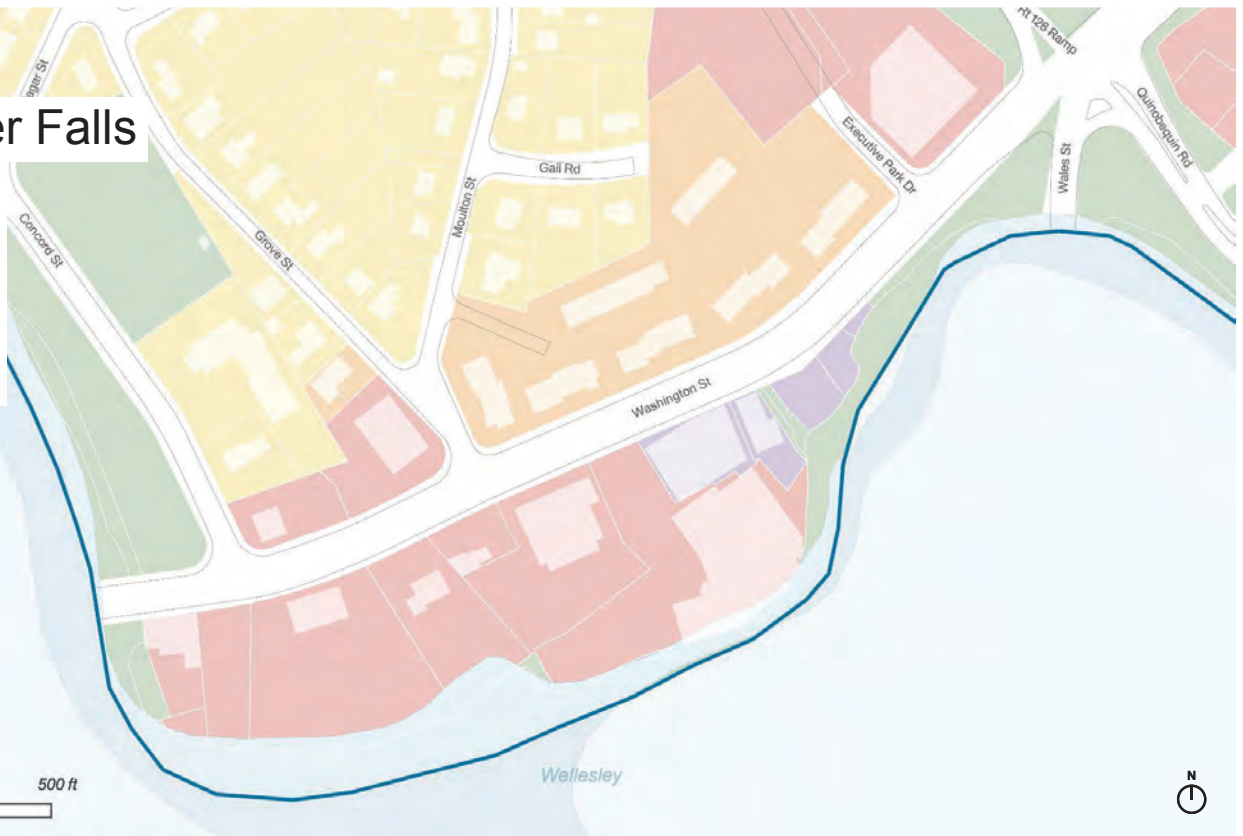 Rt 128 Ramp
er Falls
Quinobequin Rd
Executive Park Dr
Gail Rd
Wales St
Moulton St
Concord St
Grove St
Washington St
Wellesley
500 ft
N